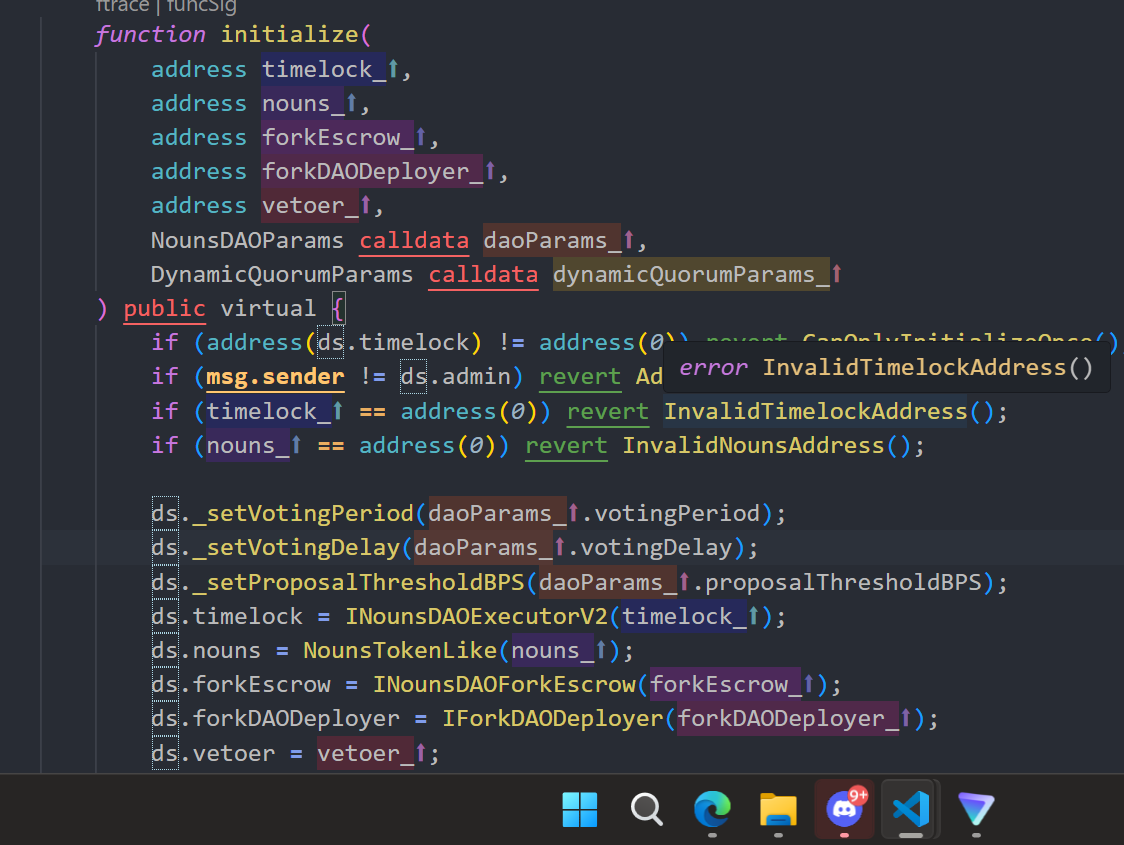 ftrace | funcSig
function initialize(
address timelock_⬆,
address nouns_⬆,
address forkEscrow_⬆,
address forkDAODeployer_⬆,
address vetoer_⬆,
NounsDAOParams calldata daoParams_⬆,
DynamicQuorumParams calldata dynamicQuorumParams_⬆
) public virtual {
if (address(ds.timelock) != address(0)) revert CanOnlyInitializeOnce()
if (msg.sender != ds.admin) revert Ad
error InvalidTimelockAddress()
if (timelock_⬆ == address(0)) revert InvalidTimelockAddress();
if (nouns_⬆ == address(0)) revert InvalidNounsAddress();
ds._setVotingPeriod(daoParams_⬆.votingPeriod);
ds._setVotingDelay(daoParams_⬆.votingDelay);
ds._setProposalThresholdBPS(daoParams_⬆.proposalThresholdBPS);
ds.timelock = INounsDAOExecutorV2(timelock_⬆);
ds.nouns = NounsTokenLike(nouns_⬆);
ds.forkEscrow = INounsDAOForkEscrow(forkEscrow_⬆);
ds.forkDAODeployer = IForkDAODeployer(forkDAODeployer_⬆);
ds.vetoer = vetoer_⬆;
9+